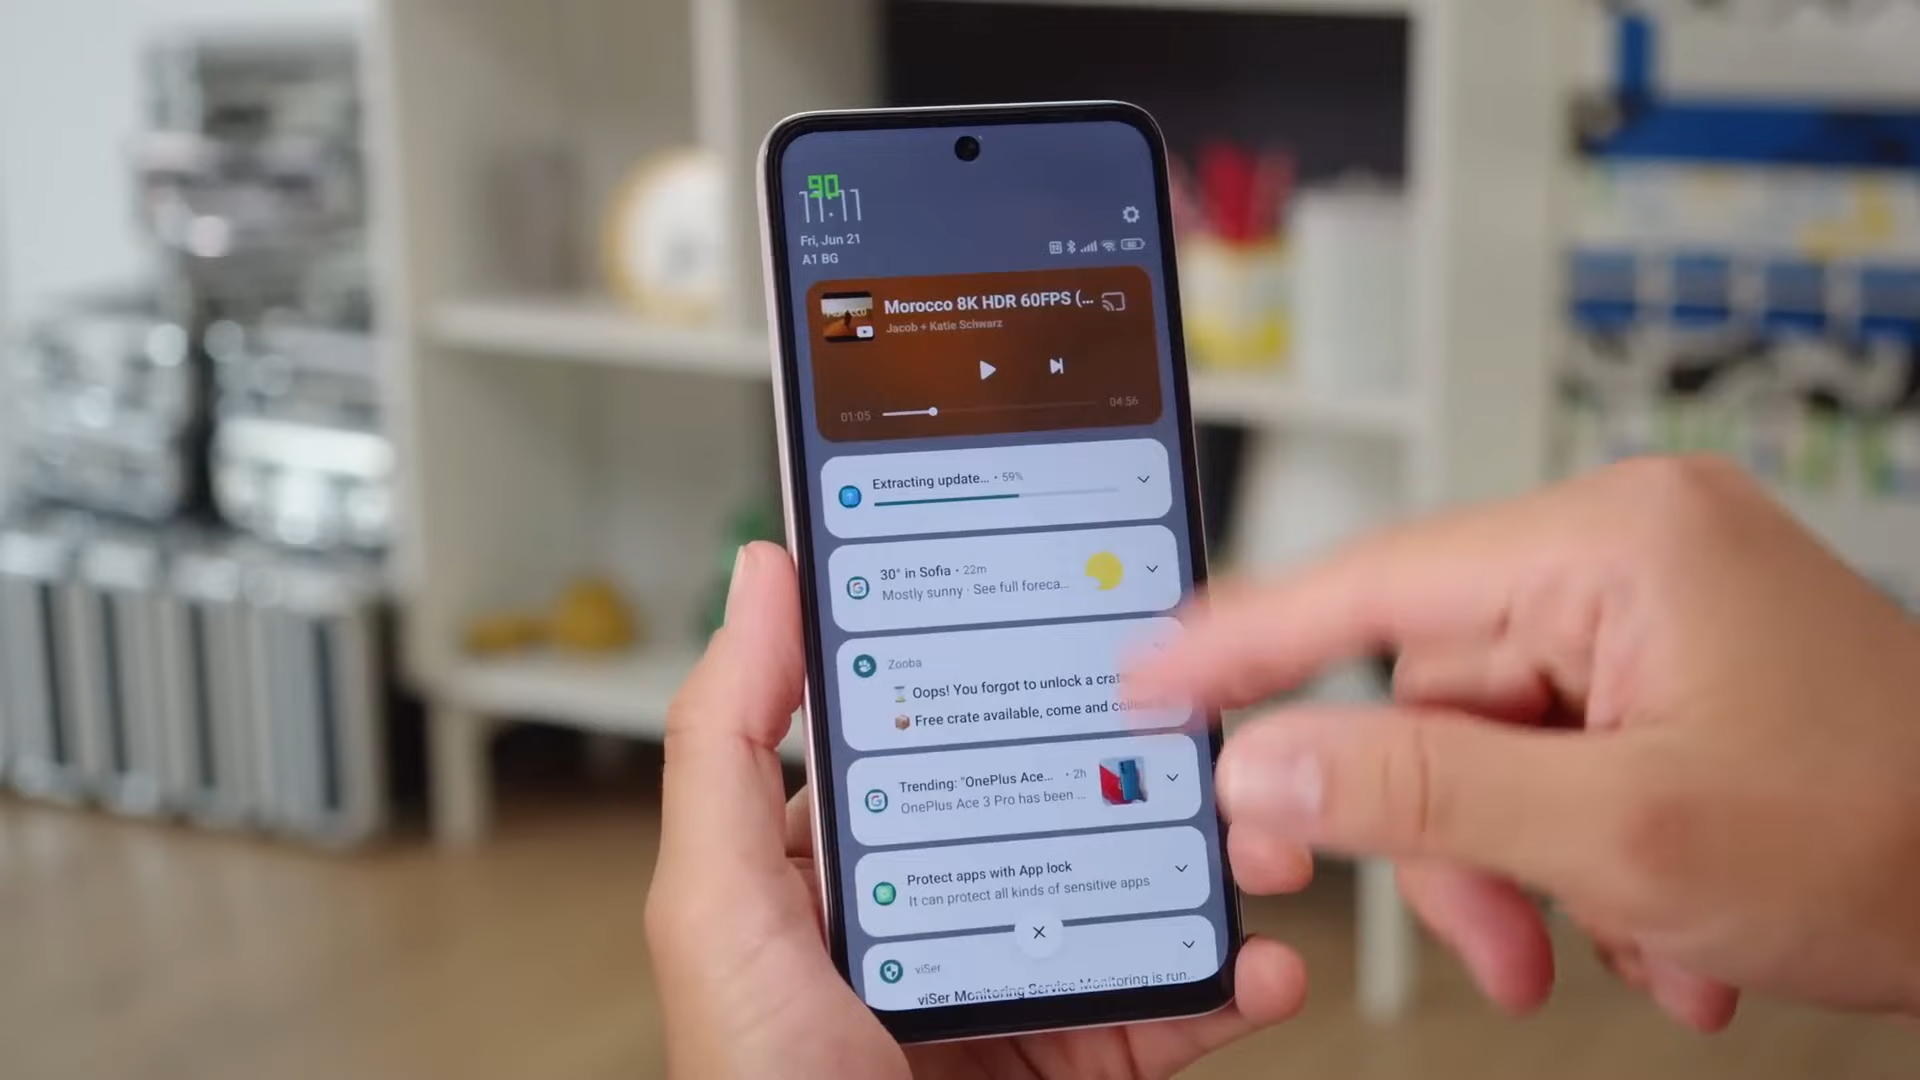 90
11:11
Fri, Jun 21
A1 BG
Morocco 8K HDR 60FPS (...
Jacob + Katie Schwarz
01:05
04:56
Extracting update... • 59%
30° in Sofia • 22m
Mostly sunny · See full foreca...
Zooba
⏳ Oops! You forgot to unlock a crat
📦 Free crate available, come and
Trending: "OnePlus Ace... • 2h
OnePlus Ace 3 Pro has been ...
Protect apps with App lock
It can protect all kinds of sensitive apps
viSer
viSer Monitoring Service Monitoring is run..